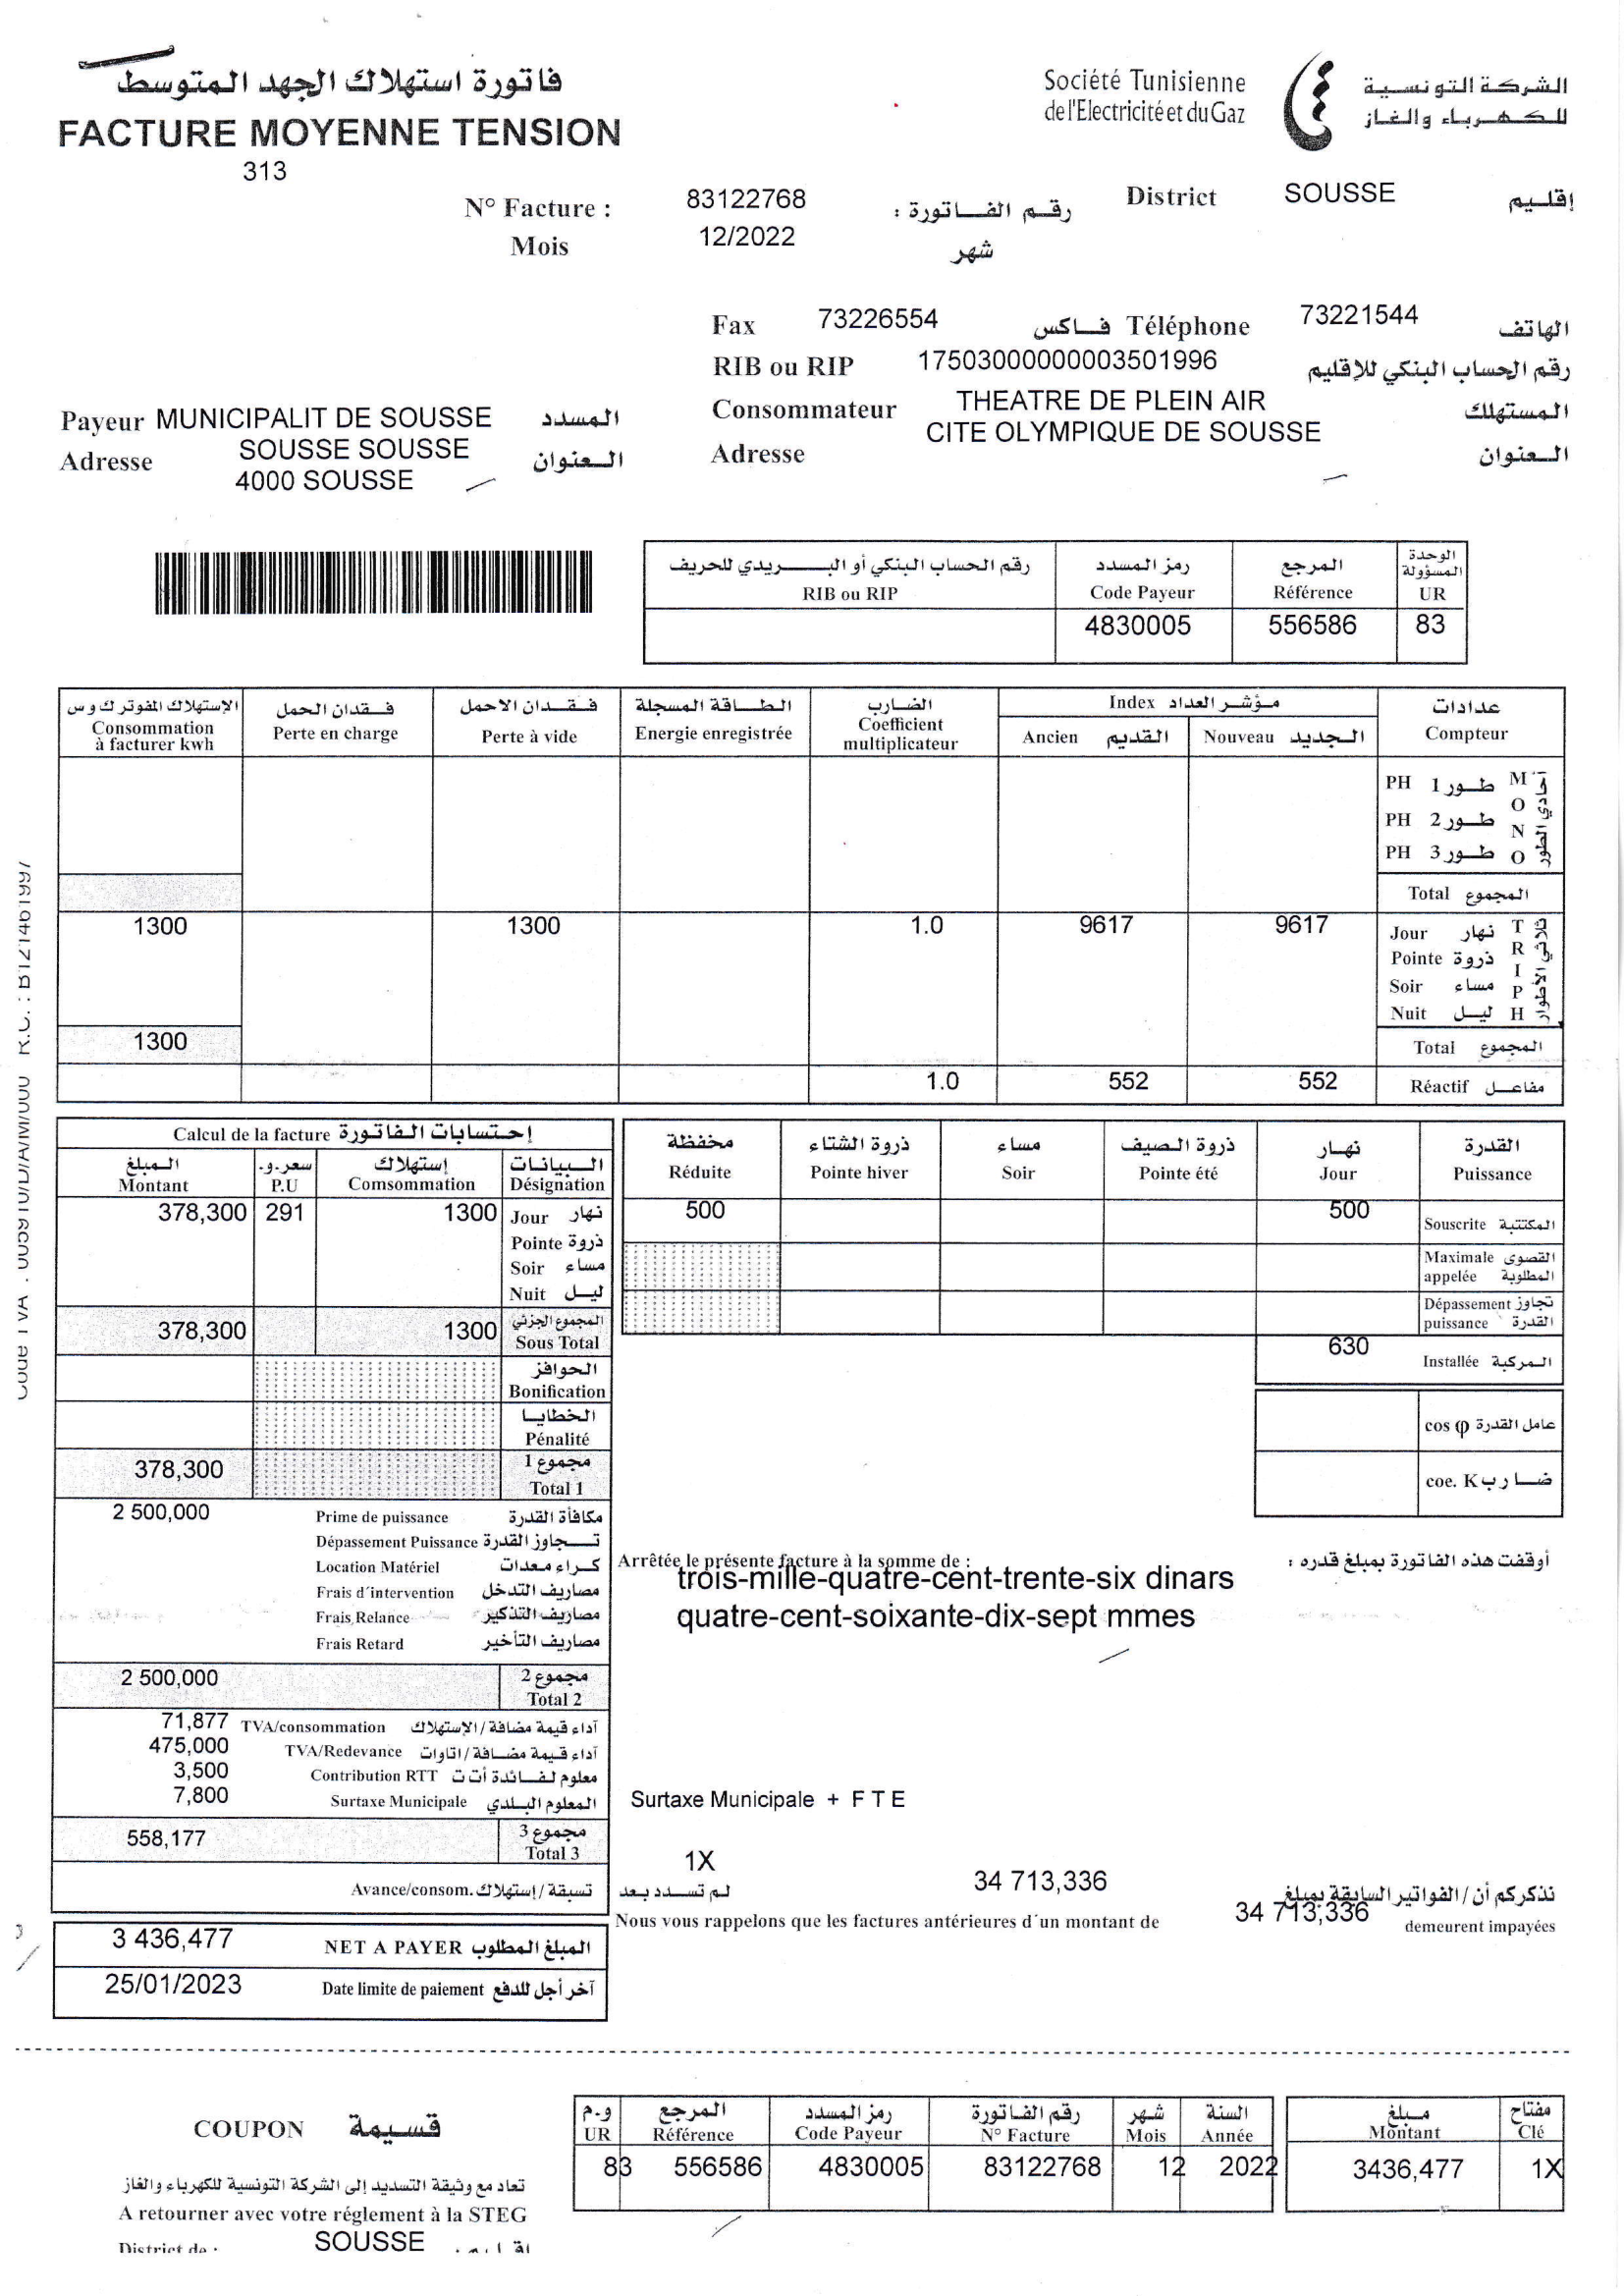 فاتورة استهلاك الجهد المتوسط
FACTURE MOYENNE TENSION
313
Société Tunisienne
de l'Electricité et du Gaz
الشركة التونسية
للكهرباء والغاز
N° Facture : 83122768 رقم الفاتورة :
Mois 12/2022 شهر
District SOUSSE إقليم
Fax 73226554 فاكس Téléphone 73221544 الهاتف
RIB ou RIP 17503000000003501996 رقم الحساب البنكي للإقليم
Payeur MUNICIPALIT DE SOUSSE المسدد
Adresse SOUSSE SOUSSE العنوان
4000 SOUSSE
Consommateur THEATRE DE PLEIN AIR المستهلك
CITE OLYMPIQUE DE SOUSSE
Adresse العنوان
رقم الحساب البنكي أو البريدي للحريف رمز المسدد المرجع الوحدة المسؤولة
RIB ou RIP Code Payeur Référence UR
4830005 556586 83
الإستهلاك المفوتر ك و س فقدان الحمل فقدان الاحمل الطاقة المسجلة الضارب Index مؤشر العداد عدادات
Consommation à facturer kwh Perte en charge Perte à vide Energie enregistrée Coefficient multiplicateur Ancien القديم Nouveau الجديد Compteur
PH 1 طور
PH 2 طور
PH 3 طور
MONO أحادي الطور
Total المجموع
1300 1300 1.0 9617 9617 Jour نهار
Pointe ذروة
Soir مساء
Nuit ليل
TRIPH ثلاثي الأطوار
1300 Total المجموع
1.0 552 552 Réactif مفاعل
Calcul de la facture إحتسابات الفاتورة
المبلغ سعر.و. إستهلاك البيانات
Montant P.U Comsommation Désignation
378,300 291 1300 Jour نهار
Pointe ذروة
Soir مساء
Nuit ليل
378,300 1300 المجموع الجزئي
Sous Total
الحوافز
Bonification
الخطايا
Pénalité
378,300 مجموع 1
Total 1
2 500,000 Prime de puissance مكافأة القدرة
Dépassement Puissance تجاوز القدرة
Location Matériel كراء معدات
Frais d'intervention مصاريف التدخل
Frais Relance مصاريف التذكير
Frais Retard مصاريف التأخير
2 500,000 مجموع 2
Total 2
71,877 TVA/consommation آداء قيمة مضافة/الإستهلاك
475,000 TVA/Redevance آداء قيمة مضافة/اتاوات
3,500 Contribution RTT معلوم لفائدة أ ت ت
7,800 Surtaxe Municipale المعلوم البلدي
558,177 مجموع 3
Total 3
Avance/consom. تسبقة/إستهلاك
3 436,477 NET A PAYER المبلغ المطلوب
25/01/2023 Date limite de paiement آخر أجل للدفع
مخفظة ذروة الشتاء مساء ذروة الصيف نهار القدرة
Réduite Pointe hiver Soir Pointe été Jour Puissance
500 500 Souscrite المكتتبة
Maximale appelée القصوى المطلوبة
Dépassement puissance تجاوز القدرة
630 Installée المركبة
cos φ عامل القدرة
coe. K ضارب
Arrêtée le présente facture à la somme de : أوقفت هذه الفاتورة بمبلغ قدره :
trois-mille-quatre-cent-trente-six dinars
quatre-cent-soixante-dix-sept mmes
Surtaxe Municipale + F T E
1X 34 713,336
لم تسدد بعد نذكركم أن/الفواتير السابقة بمبلغ
34 713,336
Nous vous rappelons que les factures antérieures d'un montant de demeurent impayées
COUPON قسيمة
تعاد مع وثيقة التسديد إلى الشركة التونسية للكهرباء والغاز
A retourner avec votre réglement à la STEG
District de : SOUSSE
و.م المرجع رمز المسدد رقم الفاتورة شهر السنة مبلغ مفتاح
UR Référence Code Payeur N° Facture Mois Année Montant Clé
83 556586 4830005 83122768 12 2022 3436,477 1X